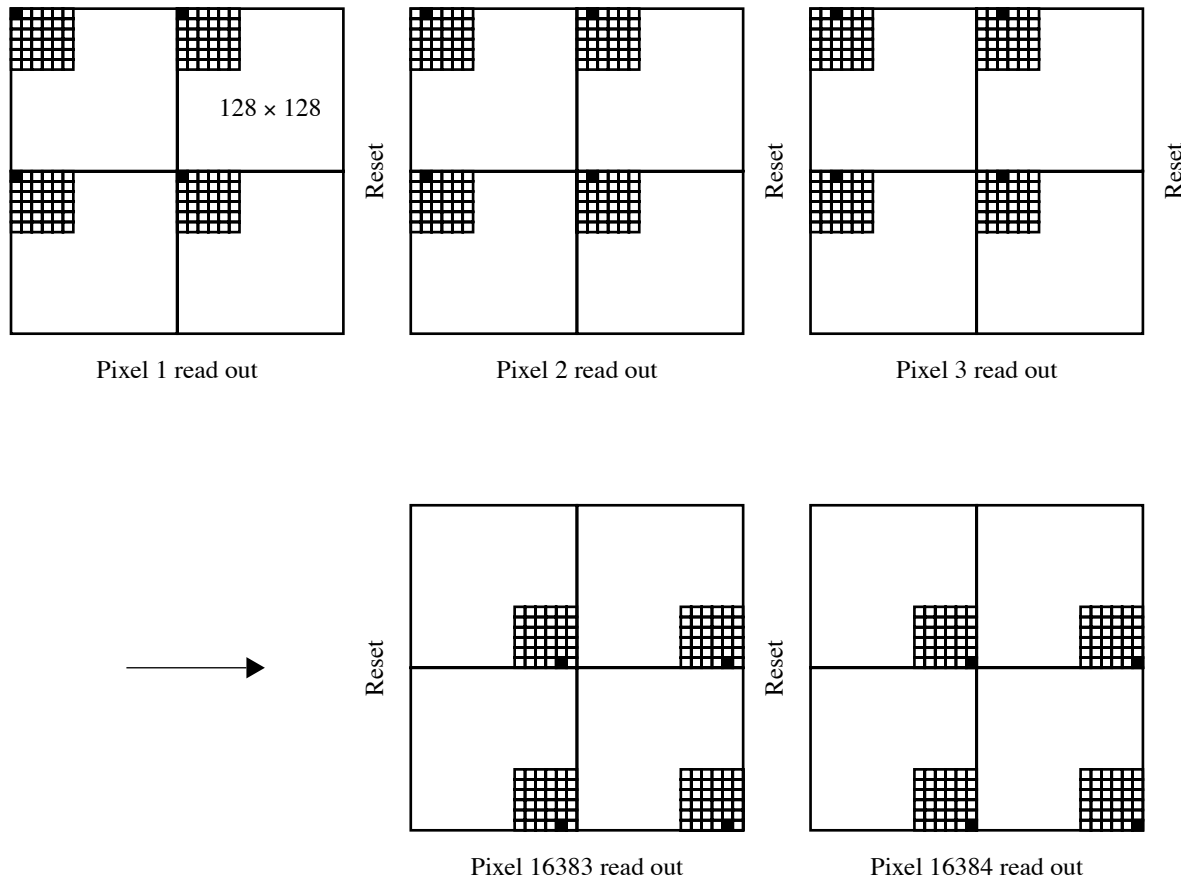 128 × 128
Reset
Reset
Reset
Pixel 1 read out
Pixel 2 read out
Pixel 3 read out
Reset
Reset
Pixel 16383 read out
Pixel 16384 read out